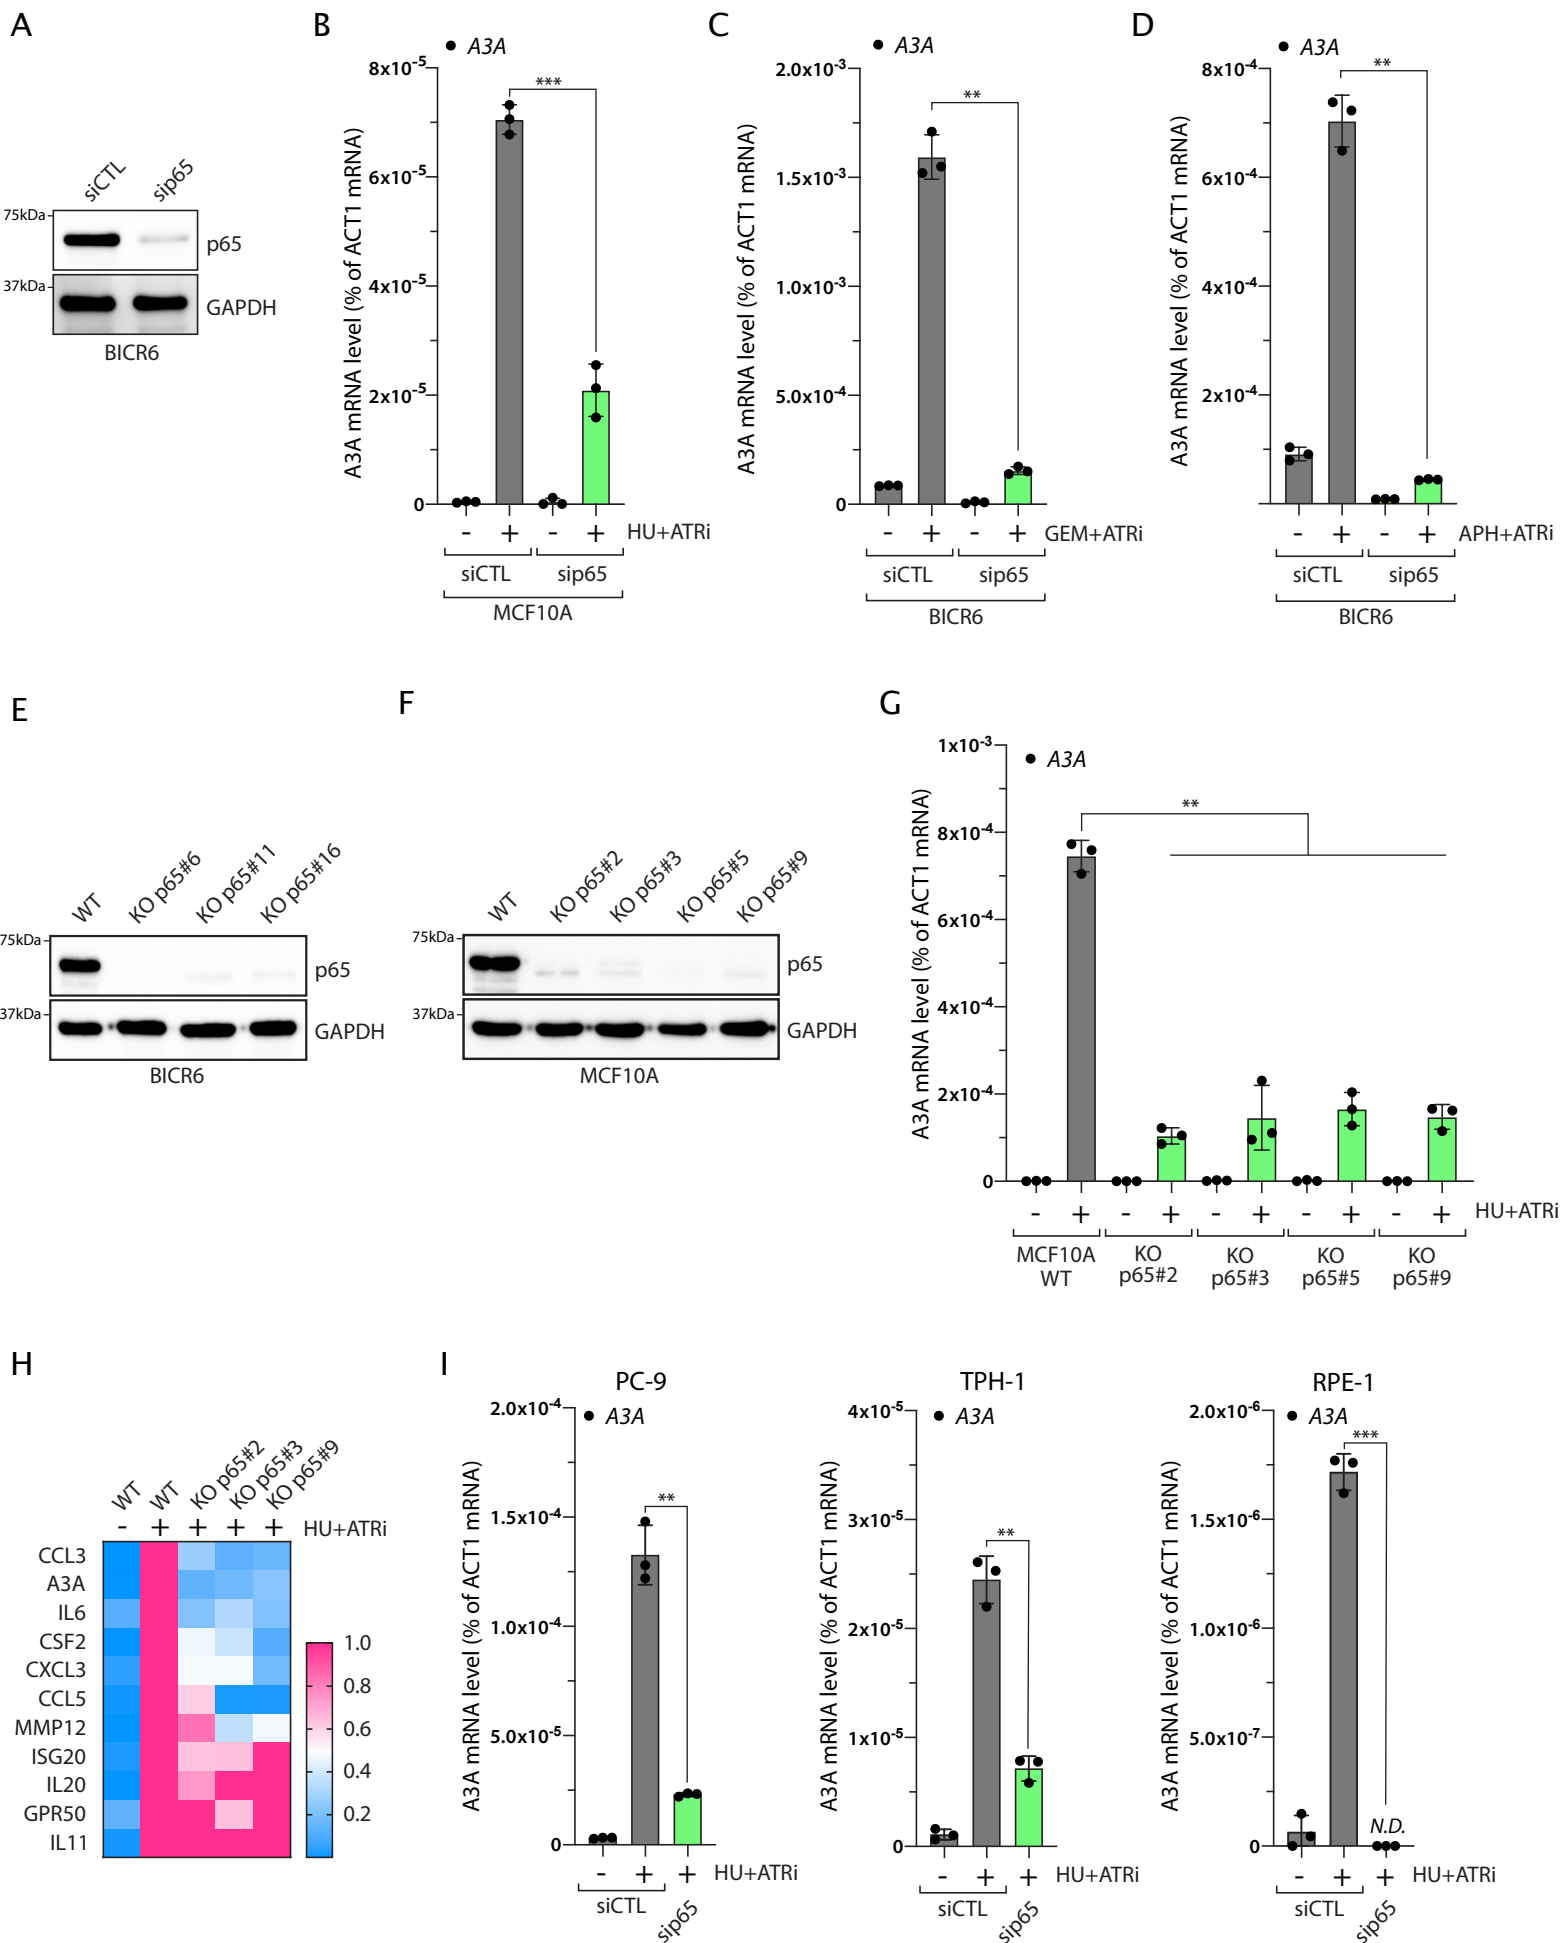 A
siCTL
sip65
75kDa
p65
37kDa
GAPDH
BICR6
B
A3A
A3A mRNA level (% of ACT1 mRNA)
8x10-5
6x10-5
4x10-5
2x10-5
0
***
- + - + HU+ATRi
siCTL sip65
MCF10A
C
A3A
A3A mRNA level (% of ACT1 mRNA)
2.0x10-3
1.5x10-3
1.0x10-3
5.0x10-4
0
**
- + - + GEM+ATRi
siCTL sip65
BICR6
D
A3A
A3A mRNA level (% of ACT1 mRNA)
8x10-4
6x10-4
4x10-4
2x10-4
**
- + - + APH+ATRi
siCTL sip65
BICR6
E
WT
KO p65#6
KO p65#11
KO p65#16
75kDa
p65
37kDa
GAPDH
BICR6
F
WT
KO p65#2
KO p65#3
KO p65#5
KO p65#9
75kDa
p65
37kDa
GAPDH
MCF10A
G
A3A
A3A mRNA level (% of ACT1 mRNA)
1x10-3
8x10-4
6x10-4
4x10-4
2x10-4
0
**
- + - + - + - + - + HU+ATRi
MCF10A KO KO KO KO
WT p65#2 p65#3 p65#5 p65#9
H
WT
WT
KO p65#2
KO p65#3
KO p65#9
- + + + + HU+ATRi
CCL3
A3A
IL6
CSF2
CXCL3
CCL5
MMP12
ISG20
IL20
GPR50
IL11
1.0
0.8
0.6
0.4
0.2
I
PC-9
A3A
A3A mRNA level (% of ACT1 mRNA)
2.0x10-4
1.5x10-4
1.0x10-4
5.0x10-5
0
**
- + + HU+ATRi
siCTL sip65
TPH-1
A3A
A3A mRNA level (% of ACT1 mRNA)
4x10-5
3x10-5
2x10-5
1x10-5
0
**
- + + HU+ATRi
siCTL sip65
RPE-1
A3A
A3A mRNA level (% of ACT1 mRNA)
2.0x10-6
1.5x10-6
1.0x10-6
5.0x10-7
0
***
N.D.
- + + HU+ATRi
siCTL sip65